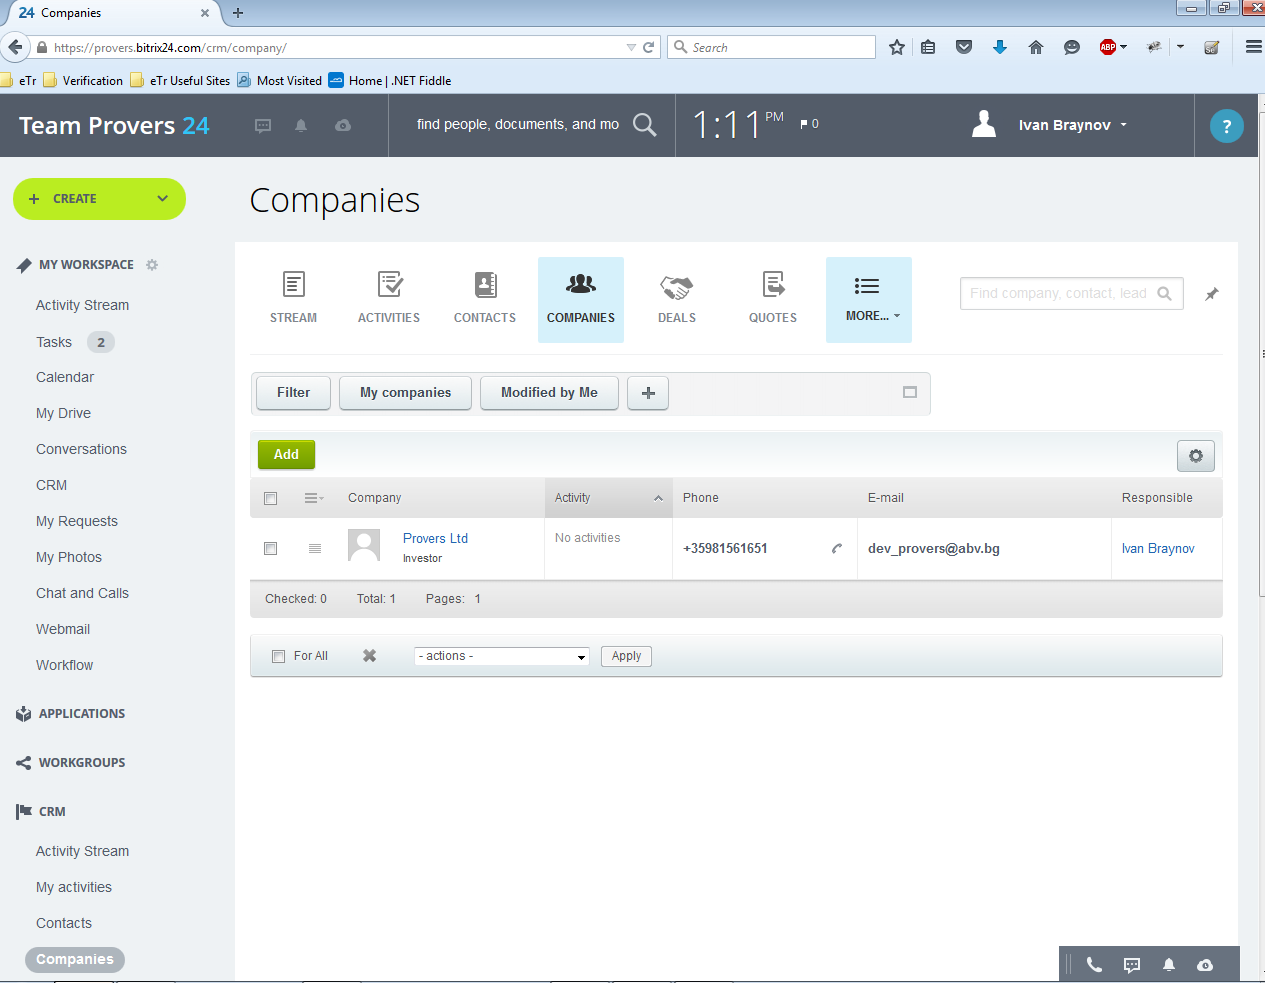 24 Companies
https://provers.bitrix24.com/crm/company/
Search
ABP
eTr Verification eTr Useful Sites Most Visited Home | .NET Fiddle
Team Provers 24
find people, documents, and mo
1:11 PM
0
Ivan Braynov
?
CREATE
Companies
MY WORKSPACE
Activity Stream
Tasks 2
Calendar
My Drive
Conversations
CRM
My Requests
My Photos
Chat and Calls
Webmail
Workflow
APPLICATIONS
WORKGROUPS
CRM
Activity Stream
My activities
Contacts
Companies
STREAM ACTIVITIES CONTACTS COMPANIES DEALS QUOTES MORE...
Find company, contact, lead
Filter My companies Modified by Me
Add
Company Activity Phone E-mail Responsible
Provers Ltd No activities +35981561651 dev_provers@abv.bg Ivan Braynov
Investor
Checked: 0 Total: 1 Pages: 1
For All - actions - Apply